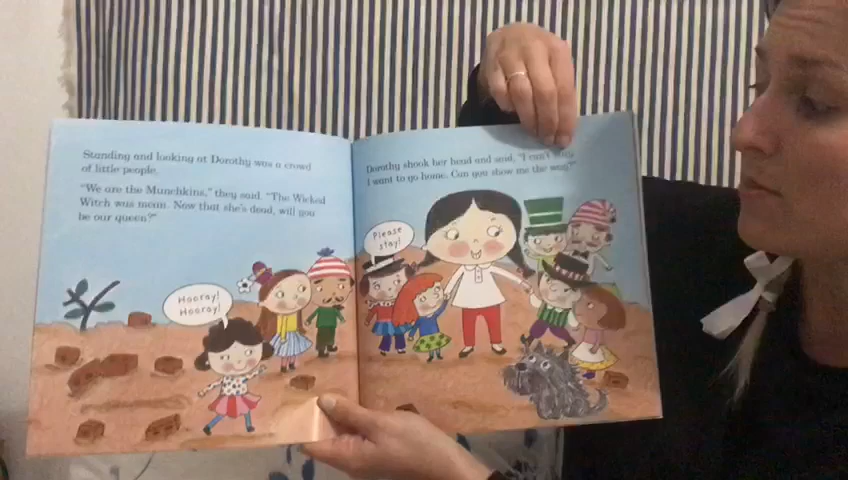 Standing and looking at Dorothy was a crowd
of little people.
"We are the Munchkins," they said. "The Wicked
Witch was mean. Now that she's dead, will you
be our queen?"
Hooray!
Hooray!
Dorothy shook her head and said, "I can't
I want to go home. Can you show me the way?"
Please
stay!